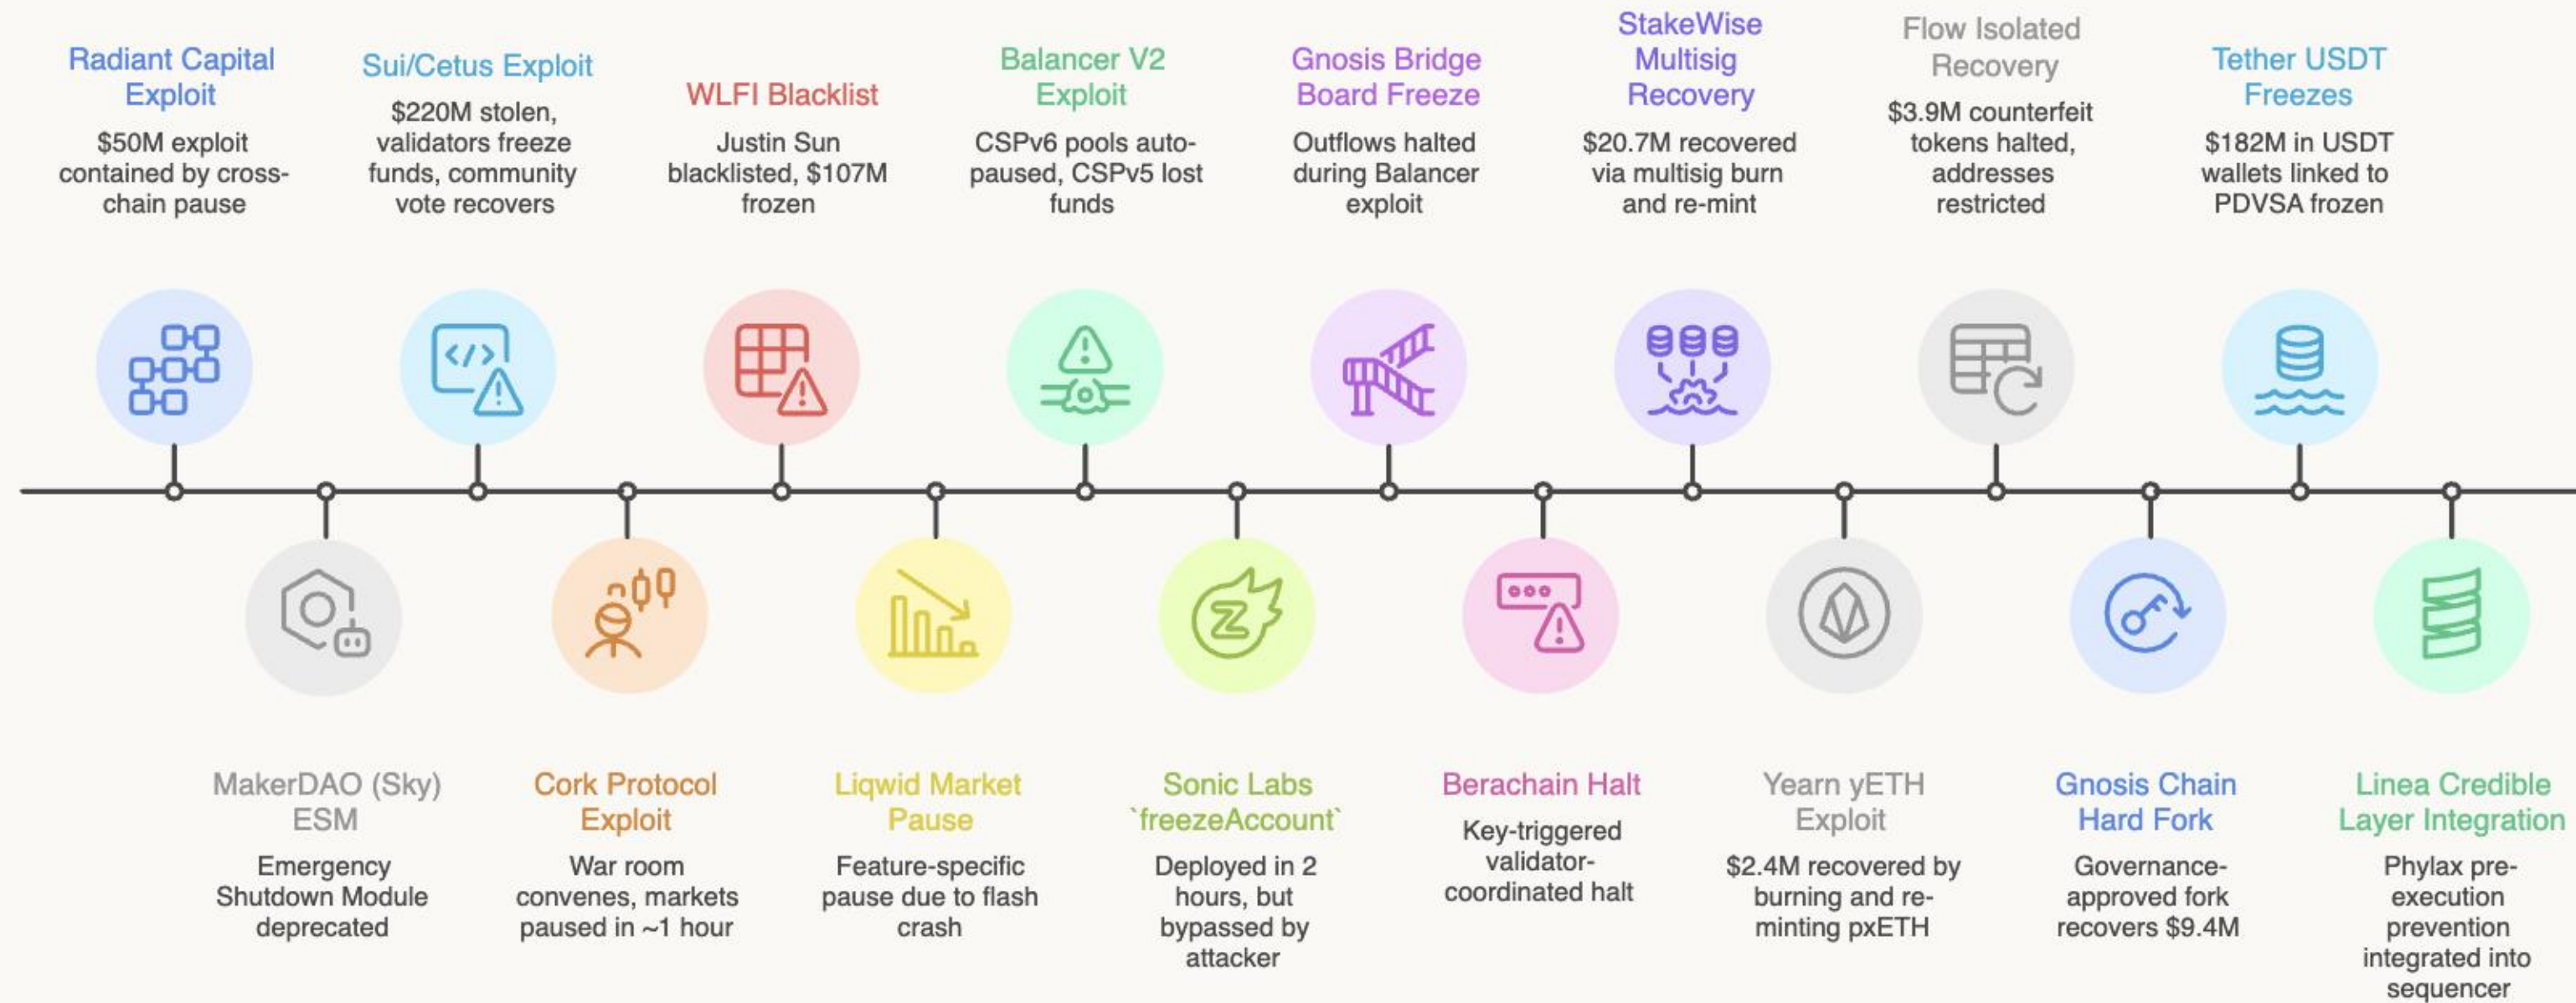 Radiant Capital
Exploit
$50M exploit
contained by cross-
chain pause
Sui/Cetus Exploit
$220M stolen,
validators freeze
funds, community
vote recovers
WLFI Blacklist
Justin Sun
blacklisted, $107M
frozen
Balancer V2
Exploit
CSPv6 pools auto-
paused, CSPv5 lost
funds
Gnosis Bridge
Board Freeze
Outflows halted
during Balancer
exploit
StakeWise
Multisig
Recovery
$20.7M recovered
via multisig burn
and re-mint
Flow Isolated
Recovery
$3.9M counterfeit
tokens halted,
addresses
restricted
Tether USDT
Freezes
$182M in USDT
wallets linked to
PDVSA frozen
MakerDAO (Sky)
ESM
Emergency
Shutdown Module
deprecated
Cork Protocol
Exploit
War room
convenes, markets
paused in ~1 hour
Liqwid Market
Pause
Feature-specific
pause due to flash
crash
Sonic Labs
`freezeAccount`
Deployed in 2
hours, but
bypassed by
attacker
Berachain Halt
Key-triggered
validator-
coordinated halt
Yearn yETH
Exploit
$2.4M recovered by
burning and re-
minting pxETH
Gnosis Chain
Hard Fork
Governance-
approved fork
recovers $9.4M
Linea Credible
Layer Integration
Phylax pre-
execution
prevention
integrated into
sequencer